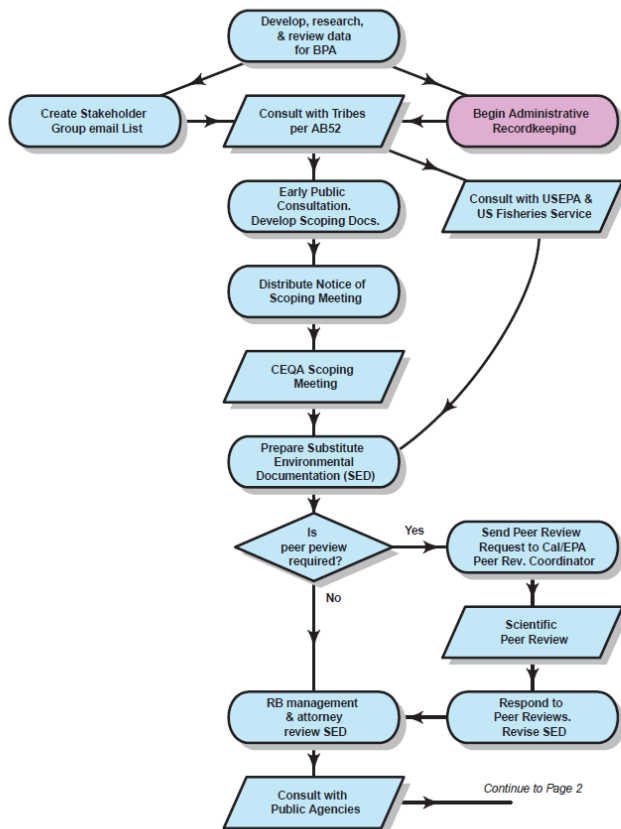 Develop, research,
& review data
for BPA
Create Stakeholder
Group email List
Consult with Tribes
per AB52
Begin Administrative
Recordkeeping
Early Public
Consultation.
Develop Scoping Docs.
Consult with USEPA &
US Fisheries Service
Distribute Notice of
Scoping Meeting
CEQA Scoping
Meeting
Prepare Substitute
Environmental
Documentation (SED)
Is
peer peview
required?
Yes
Send Peer Review
Request to Cal/EPA
Peer Rev. Coordinator
No
Scientific
Peer Review
RB management
& attorney
review SED
Respond to
Peer Reviews.
Revise SED
Consult with
Public Agencies
Continue to Page 2